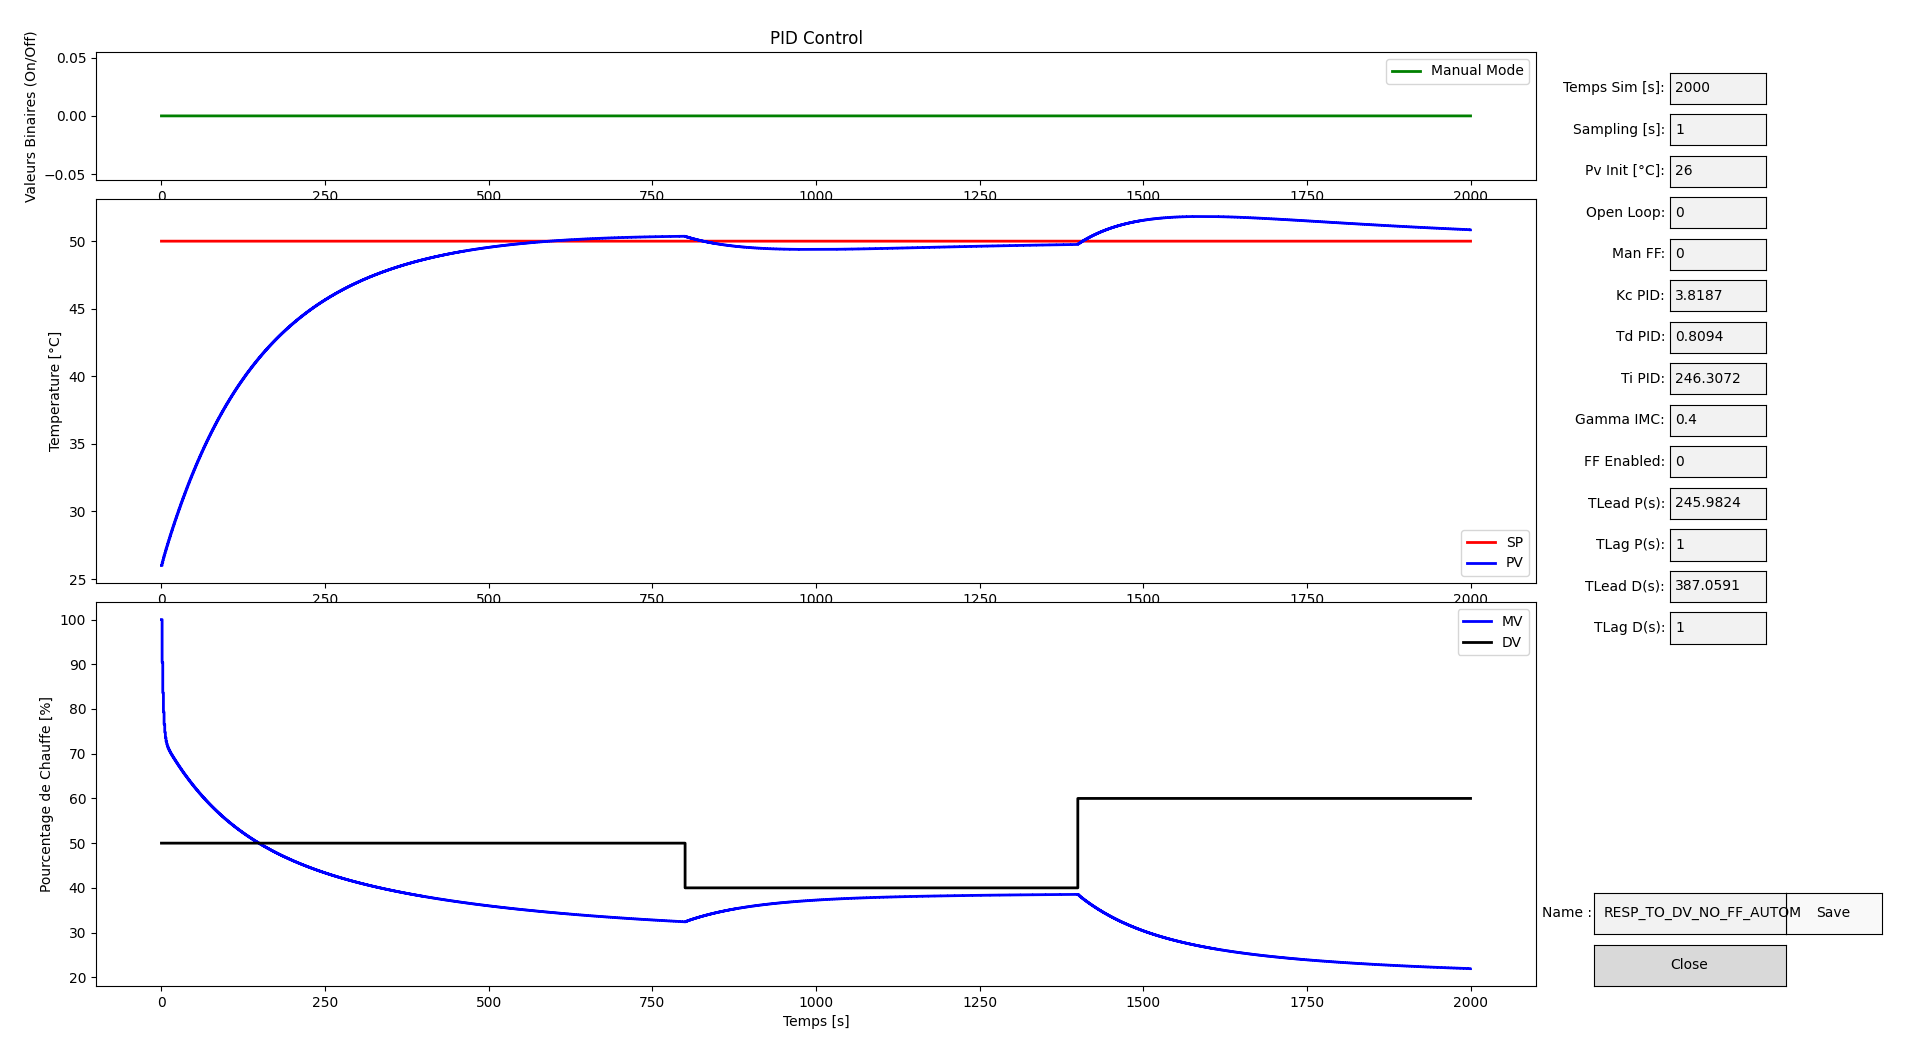 PID Control
Valeurs Binaires (On/Off)
0.05
0.00
−0.05
Manual Mode
0 250 500 750 1000 1250 1500 1750 2000
Temperature [°C]
50
45
40
35
30
25
SP
PV
0 250 500 750 1000 1250 1500 1750 2000
Pourcentage de Chauffe [%]
100
90
80
70
60
50
40
30
20
MV
DV
0 250 500 750 1000 1250 1500 1750 2000
Temps [s]
Temps Sim [s]: 2000
Sampling [s]: 1
Pv Init [°C]: 26
Open Loop: 0
Man FF: 0
Kc PID: 3.8187
Td PID: 0.8094
Ti PID: 246.3072
Gamma IMC: 0.4
FF Enabled: 0
TLead P(s): 245.9824
TLag P(s): 1
TLead D(s): 387.0591
TLag D(s): 1
Name : RESP_TO_DV_NO_FF_AUTOM Save
Close